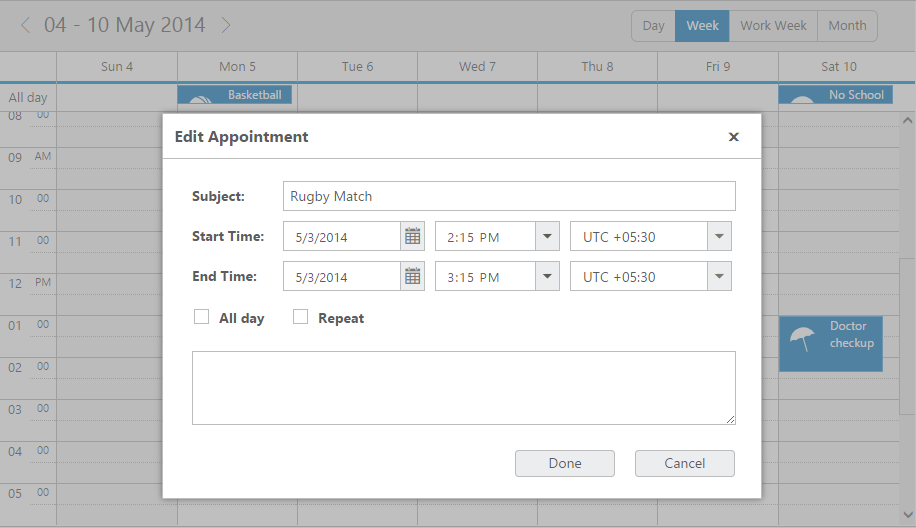 04 - 10 May 2014
Day Week Work Week Month
Sun 4 Mon 5 Tue 6 Wed 7 Thu 8 Fri 9 Sat 10
All day Basketball No School
08 00
09 AM
10 00
11 00
12 PM
01 00
02 00
03 00
04 00
05 00
Doctor
checkup
Edit Appointment
Subject: Rugby Match
Start Time: 5/3/2014 2:15 PM UTC +05:30
End Time: 5/3/2014 3:15 PM UTC +05:30
All day Repeat
Done Cancel